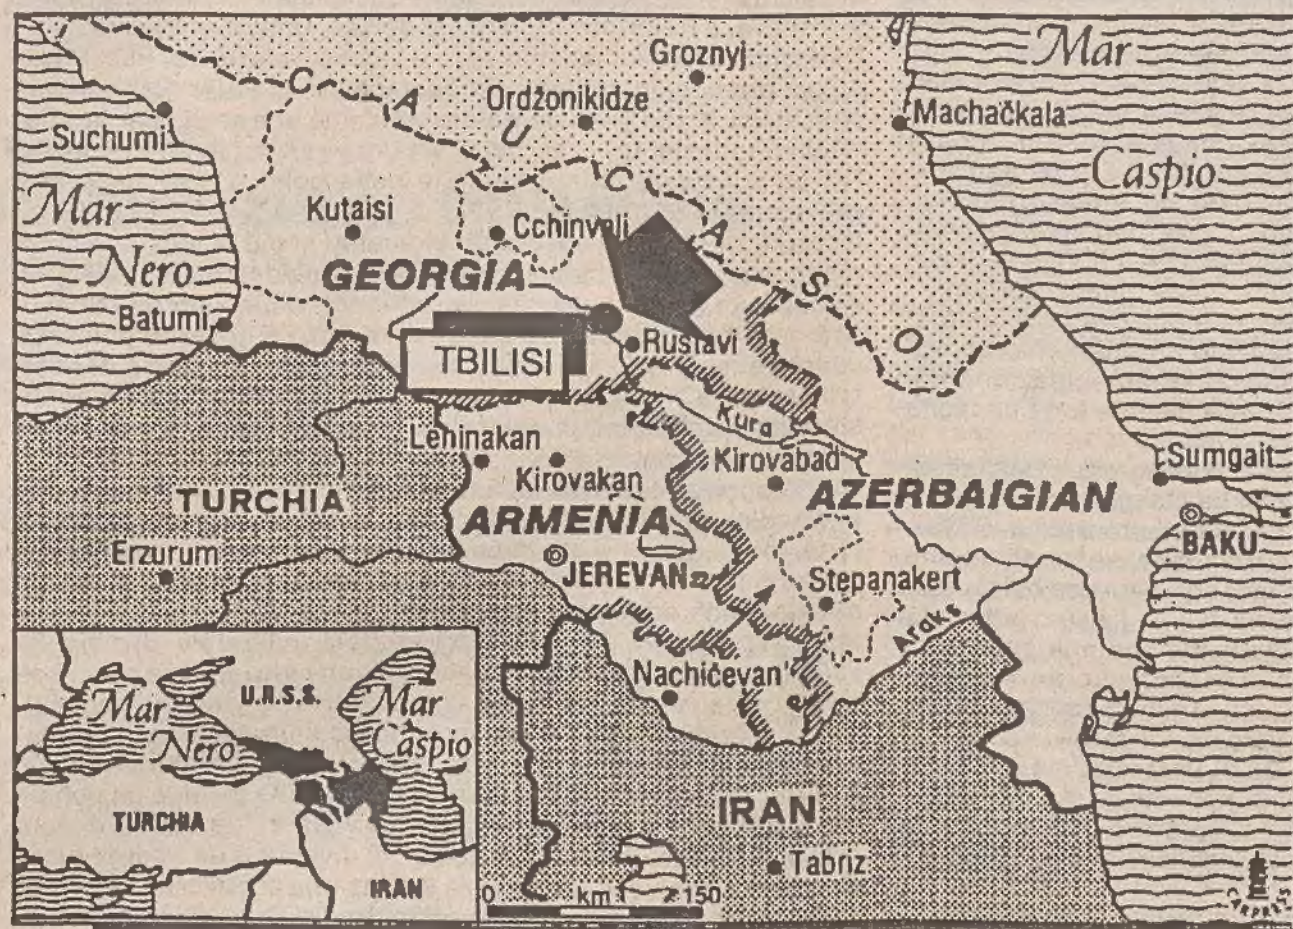 Mar
Caspio
Groznyj
Ordžonikidze
Machačkala
Suchumi
C A U C A S O
Mar
Nero
Kutaisi
Cchinvali
GEORGIA
Batumi
TBILISI
Rustavi
Kura
Leninakan
Kirovakan
Kirovabad
Sumgait
TURCHIA
ARMENIA
AZERBAIGIAN
BAKU
Erzurum
JEREVAN
Stepanakert
Araks
Nachičevan'
IRAN
Tabriz
0 km 150
U.R.S.S.
Mar
Nero
Mar
Caspio
TURCHIA
IRAN
CARPRESS